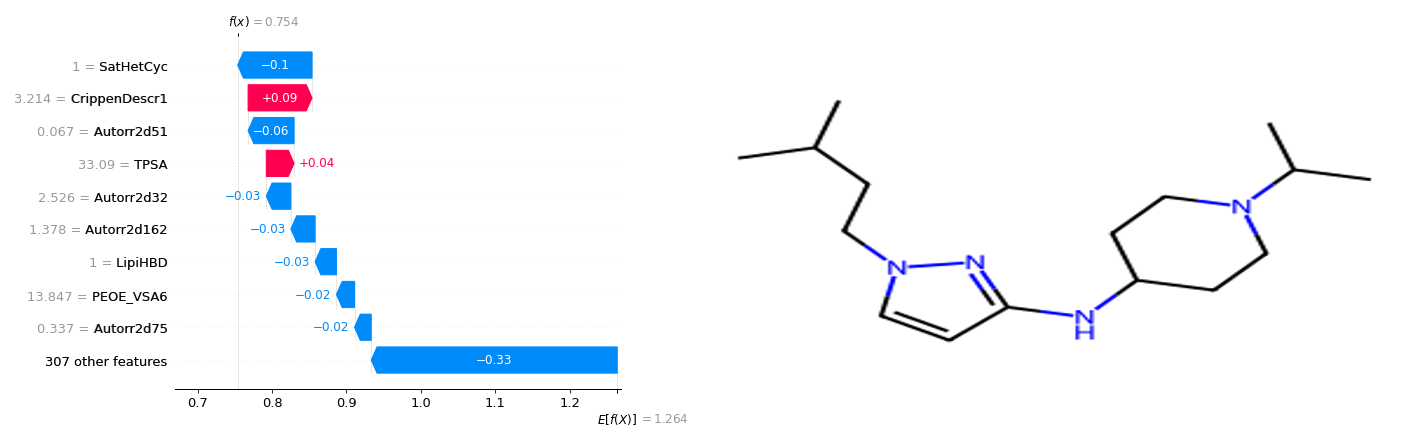 f(x) = 0.754
1 = SatHetCyc
−0.1
3.214 = CrippenDescr1
+0.09
0.067 = Autorr2d51
−0.06
33.09 = TPSA
+0.04
2.526 = Autorr2d32
−0.03
1.378 = Autorr2d162
−0.03
1 = LipiHBD
−0.03
13.847 = PEOE_VSA6
−0.02
0.337 = Autorr2d75
−0.02
307 other features
−0.33
0.7 0.8 0.9 1.0 1.1 1.2
E[f(X)] = 1.264
N
N
N
N
H